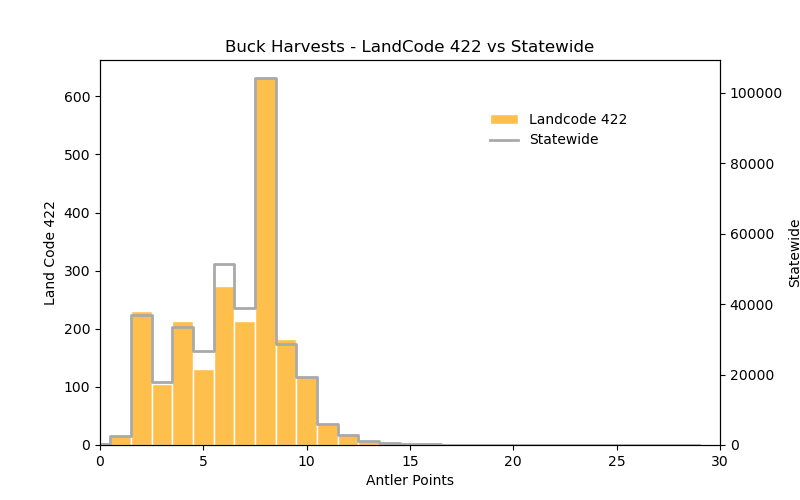 Buck Harvests - LandCode 422 vs Statewide
Landcode 422
Statewide
Land Code 422
600
500
400
300
200
100
0
100000
80000
60000
40000
20000
0
Statewide
0 5 10 15 20 25 30
Antler Points